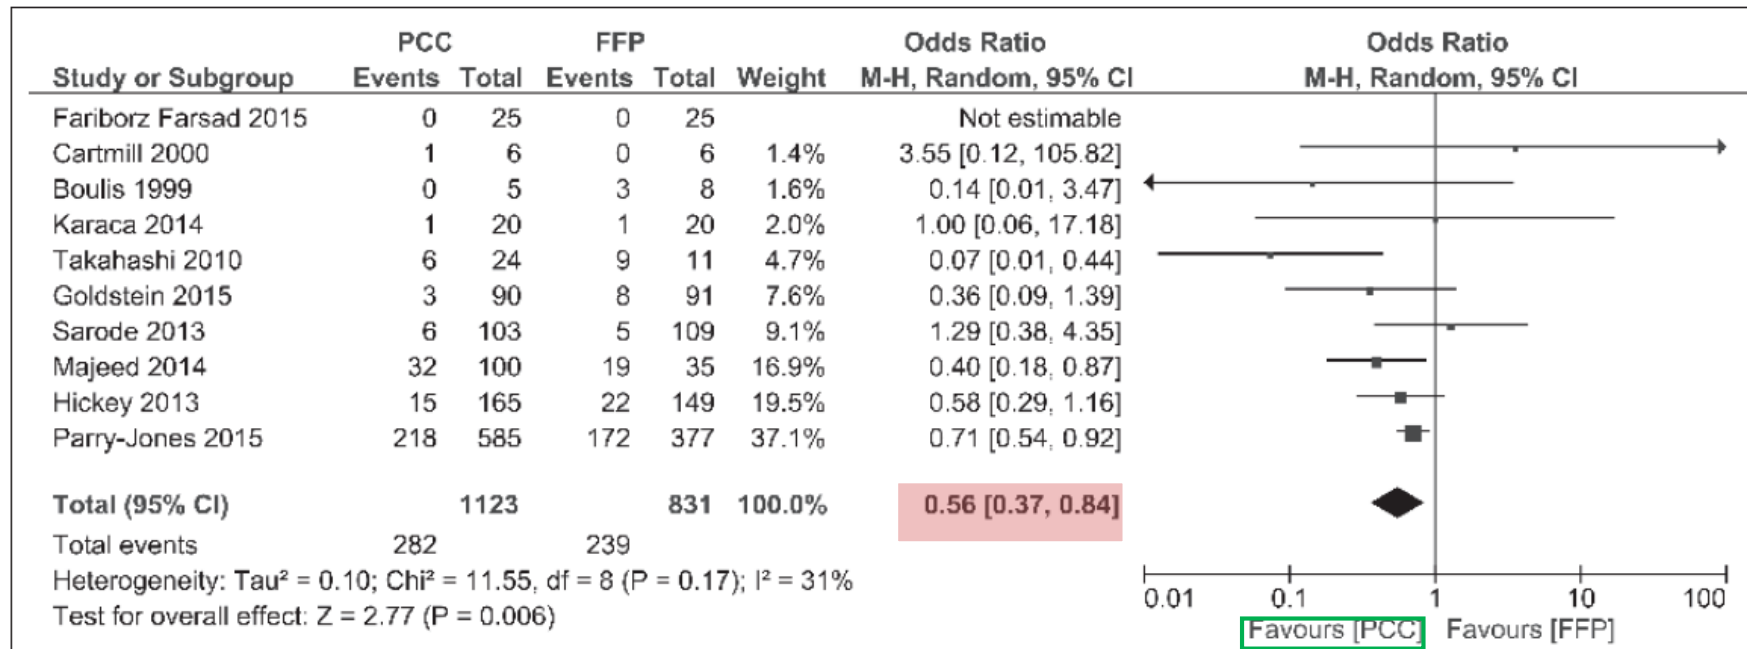 PCC FFP Odds Ratio Odds Ratio
Study or Subgroup Events Total Events Total Weight M-H, Random, 95% CI M-H, Random, 95% CI
Fariborz Farsad 2015 0 25 0 25 Not estimable
Cartmill 2000 1 6 0 6 1.4% 3.55 [0.12, 105.82]
Boulis 1999 0 5 3 8 1.6% 0.14 [0.01, 3.47]
Karaca 2014 1 20 1 20 2.0% 1.00 [0.06, 17.18]
Takahashi 2010 6 24 9 11 4.7% 0.07 [0.01, 0.44]
Goldstein 2015 3 90 8 91 7.6% 0.36 [0.09, 1.39]
Sarode 2013 6 103 5 109 9.1% 1.29 [0.38, 4.35]
Majeed 2014 32 100 19 35 16.9% 0.40 [0.18, 0.87]
Hickey 2013 15 165 22 149 19.5% 0.58 [0.29, 1.16]
Parry-Jones 2015 218 585 172 377 37.1% 0.71 [0.54, 0.92]
Total (95% CI) 1123 831 100.0% 0.56 [0.37, 0.84]
Total events 282 239
Heterogeneity: Tau² = 0.10; Chi² = 11.55, df = 8 (P = 0.17); I² = 31%
Test for overall effect: Z = 2.77 (P = 0.006)
0.01 0.1 1 10 100
Favours [PCC] Favours [FFP]